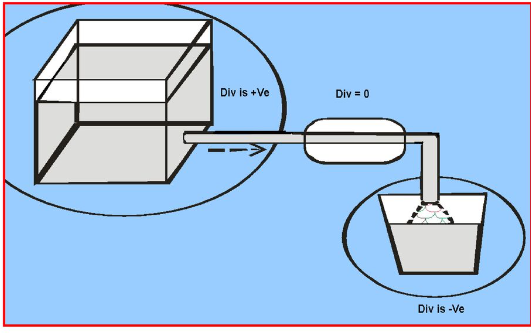 Div is +Ve
Div = 0
Div is -Ve